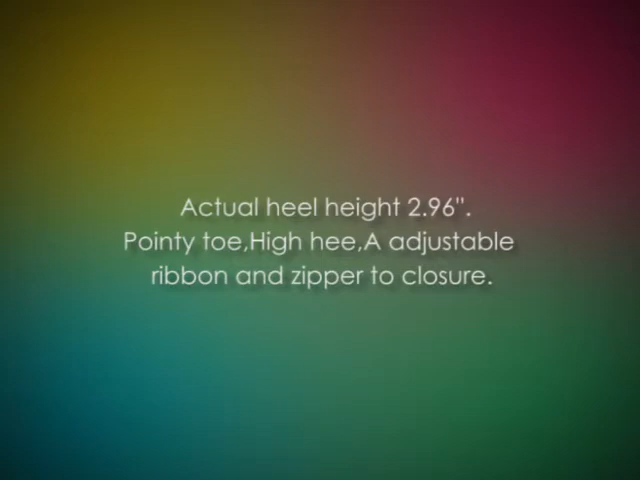 Actual heel height 2.96".
Pointy toe,High hee,A adjustable
ribbon and zipper to closure.